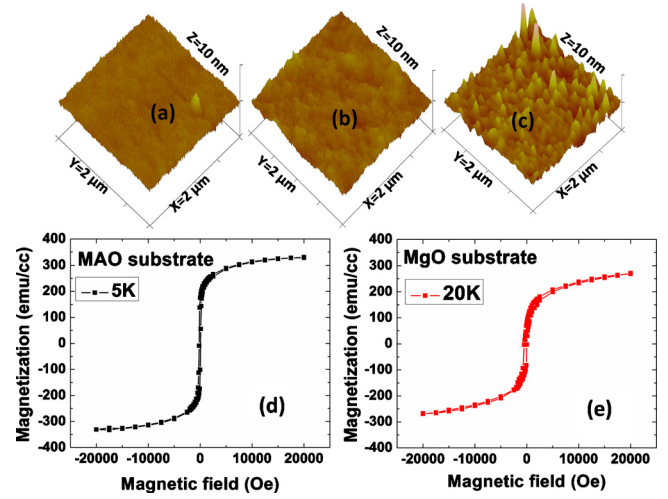 Z=10 nm
(a)
Y=2 μm
X=2 μm
Z=10 nm
(b)
Y=2 μm
X=2 μm
Z=10 nm
(c)
Y=2 μm
X=2 μm
400
300
200
100
0
-100
-200
-300
-400
Magnetization (emu/cc)
MAO substrate
5K
(d)
-20000 -10000 0 10000 20000
Magnetic field (Oe)
400
300
200
100
0
-100
-200
-300
-400
Magnetization (emu/cc)
MgO substrate
20K
(e)
-20000 -10000 0 10000 20000
Magnetic field (Oe)